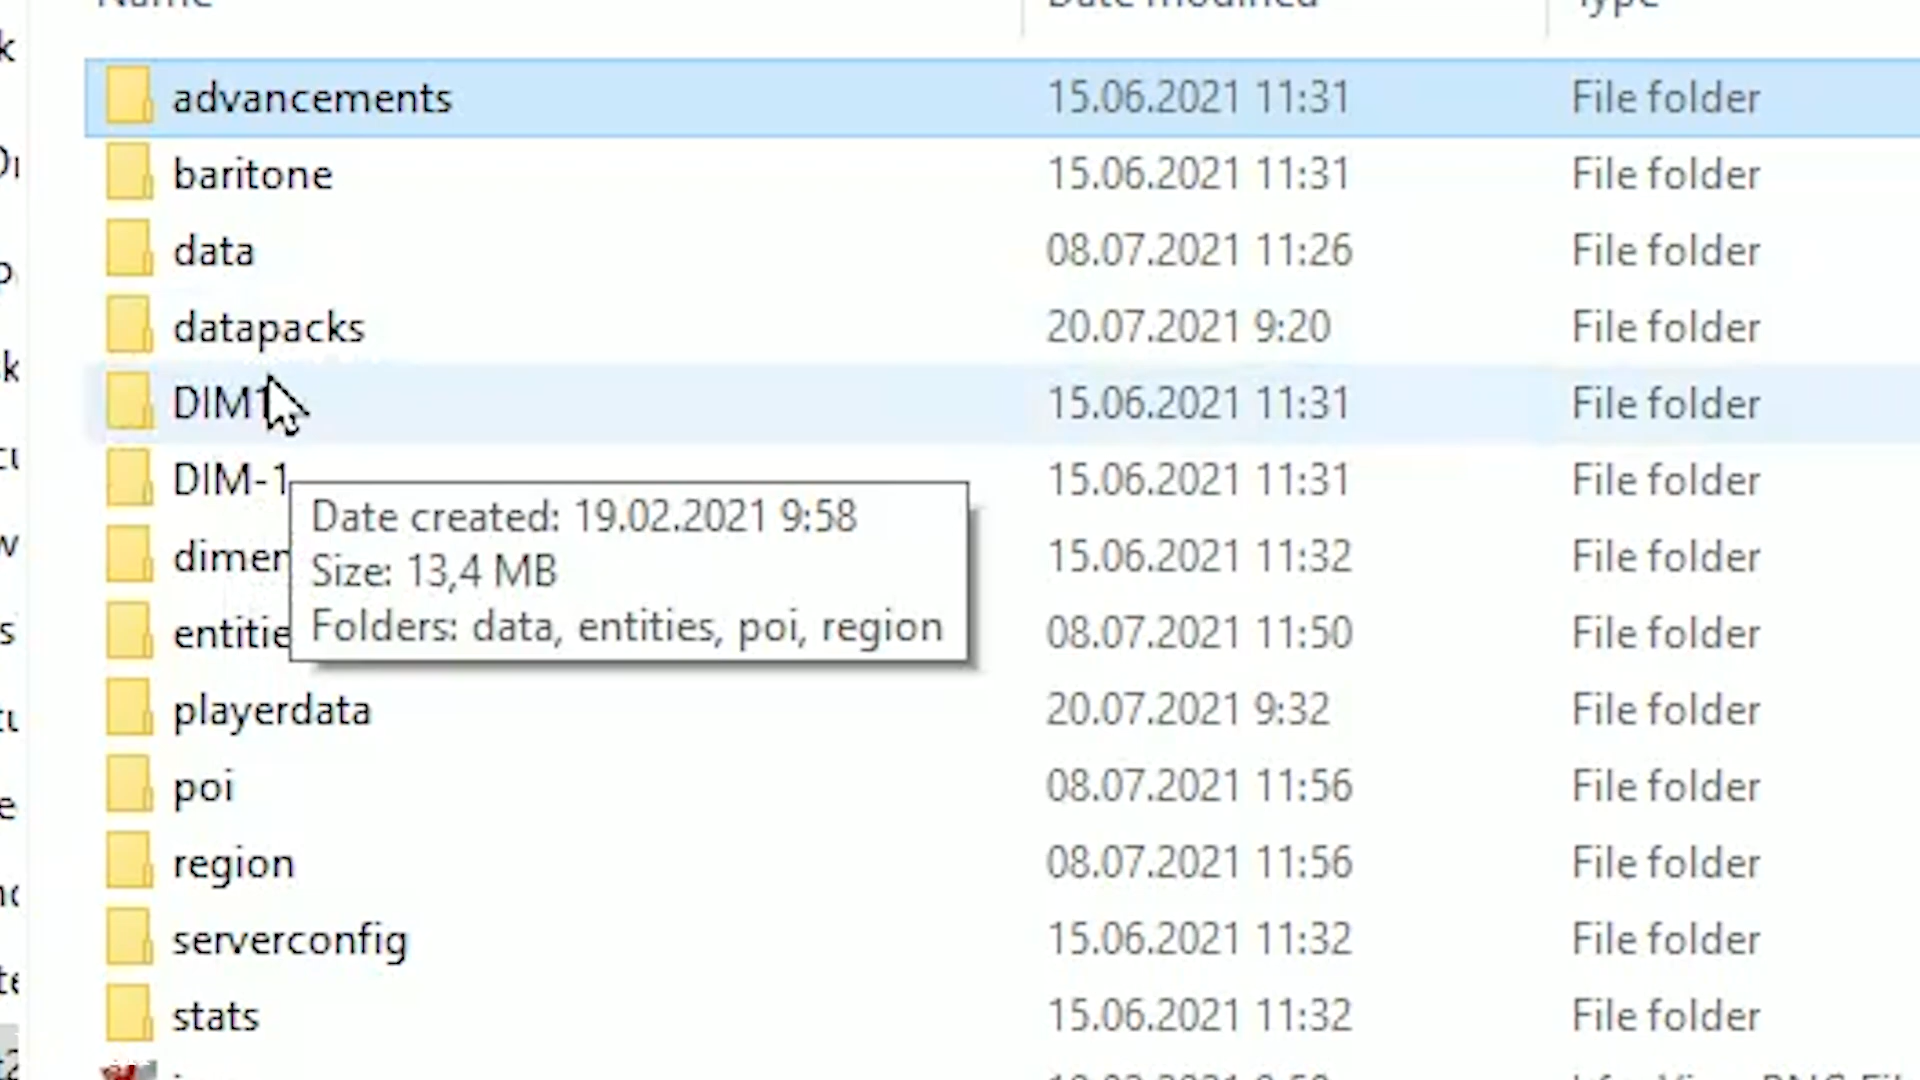 Name Date modified Type
advancements 15.06.2021 11:31 File folder
baritone 15.06.2021 11:31 File folder
data 08.07.2021 11:26 File folder
datapacks 20.07.2021 9:20 File folder
DIM1 15.06.2021 11:31 File folder
DIM-1 15.06.2021 11:31 File folder
Date created: 19.02.2021 9:58
dimen 15.06.2021 11:32 File folder
Size: 13,4 MB
entitie 08.07.2021 11:50 File folder
Folders: data, entities, poi, region
playerdata 20.07.2021 9:32 File folder
poi 08.07.2021 11:56 File folder
region 08.07.2021 11:56 File folder
serverconfig 15.06.2021 11:32 File folder
stats 15.06.2021 11:32 File folder